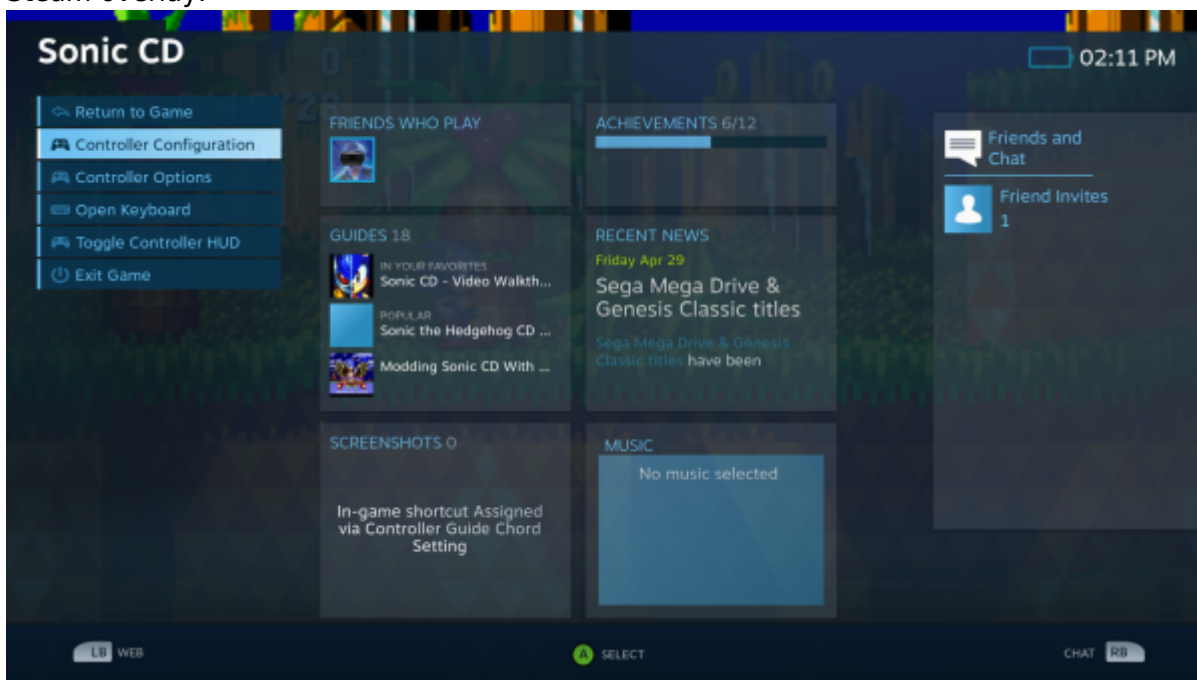 Steam overlay:
Sonic CD
02:11 PM
Return to Game
Controller Configuration
Controller Options
Open Keyboard
Toggle Controller HUD
Exit Game
FRIENDS WHO PLAY
ACHIEVEMENTS 6/12
GUIDES 18
IN YOUR FAVORITES
Sonic CD - Video Walkth...
POPULAR
Sonic the Hedgehog CD ...
Modding Sonic CD With ...
RECENT NEWS
Friday Apr 29
Sega Mega Drive &
Genesis Classic titles
Sega Mega Drive & Genesis
Classic titles have been
SCREENSHOTS 0
In-game shortcut Assigned
via Controller Guide Chord
Setting
MUSIC
No music selected
Friends and
Chat
Friend Invites
1
LB WEB
A SELECT
CHAT RB